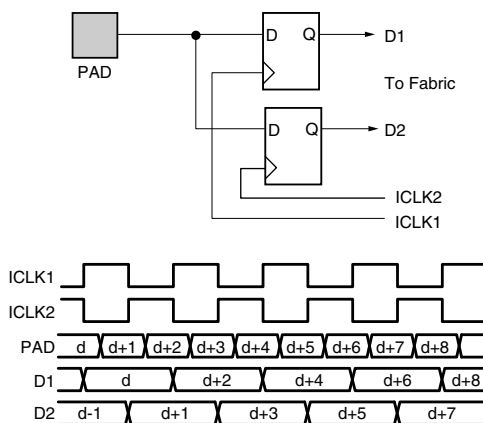 D Q D1
PAD
To Fabric
D Q D2
ICLK2
ICLK1
ICLK1
ICLK2
PAD d d+1 d+2 d+3 d+4 d+5 d+6 d+7 d+8
D1 d d+2 d+4 d+6 d+8
D2 d-1 d+1 d+3 d+5 d+7